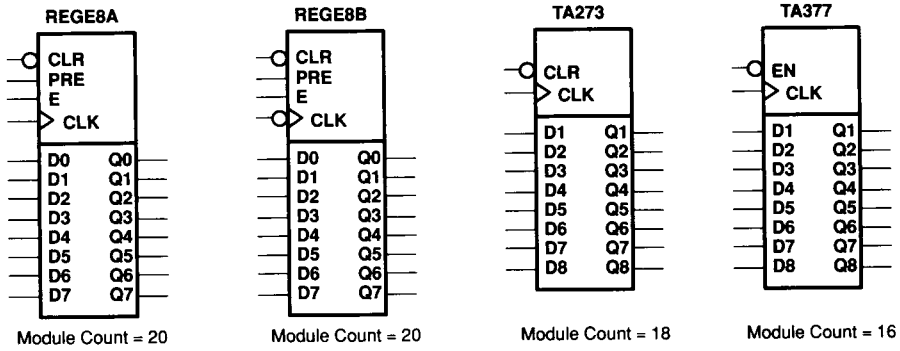 REGE8A
CLR
PRE
E
CLK
D0 Q0
D1 Q1
D2 Q2
D3 Q3
D4 Q4
D5 Q5
D6 Q6
D7 Q7
Module Count = 20
REGE8B
CLR
PRE
E
CLK
D0 Q0
D1 Q1
D2 Q2
D3 Q3
D4 Q4
D5 Q5
D6 Q6
D7 Q7
Module Count = 20
TA273
CLR
CLK
D1 Q1
D2 Q2
D3 Q3
D4 Q4
D5 Q5
D6 Q6
D7 Q7
D8 Q8
Module Count = 18
TA377
EN
CLK
D1 Q1
D2 Q2
D3 Q3
D4 Q4
D5 Q5
D6 Q6
D7 Q7
D8 Q8
Module Count = 16